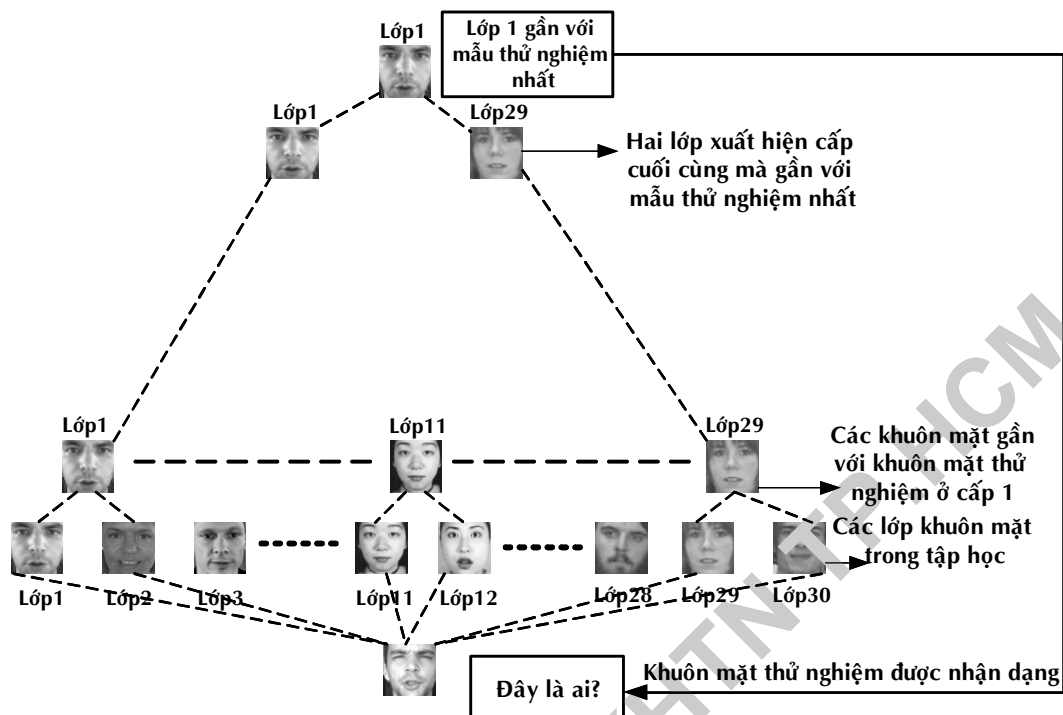 Lớp1
Lớp 1 gần với
mẫu thử nghiệm
nhất
Lớp1
Lớp29
Hai lớp xuất hiện cấp
cuối cùng mà gần với
mẫu thử nghiệm nhất
Lớp1
Lớp11
Lớp29
Các khuôn mặt gần
với khuôn mặt thử
nghiệm ở cấp 1
Các lớp khuôn mặt
trong tập học
Lớp1
Lớp2
Lớp3
Lớp11
Lớp12
Lớp28
Lớp29
Lớp30
Đây là ai?
Khuôn mặt thử nghiệm được nhận dạng
KHTN TP.HCM